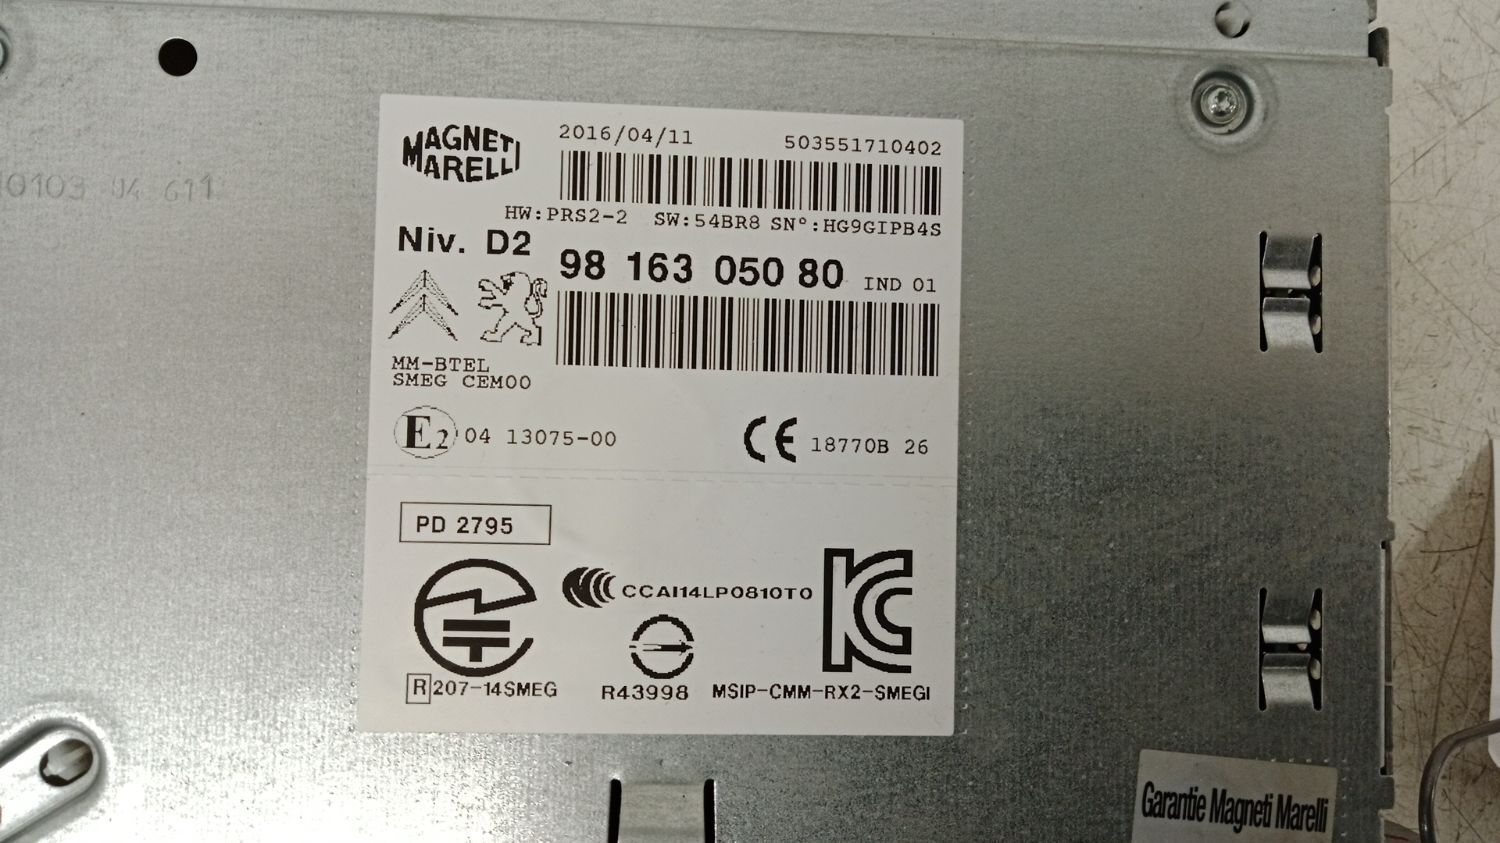 MAGNETI
MARELLI
2016/04/11 503551710402
HW:PRS2-2 SW:54BR8 SN°:HG9GIPB4S
Niv. D2
98 163 050 80 IND 01
MM-BTEL
SMEG CEM00
E2 04 13075-00
CE 18770B 26
PD 2795
CCAI14LP0810T0
R 207-14SMEG
R43998
MSIP-CMM-RX2-SMEGI
Garantie Magneti Marelli